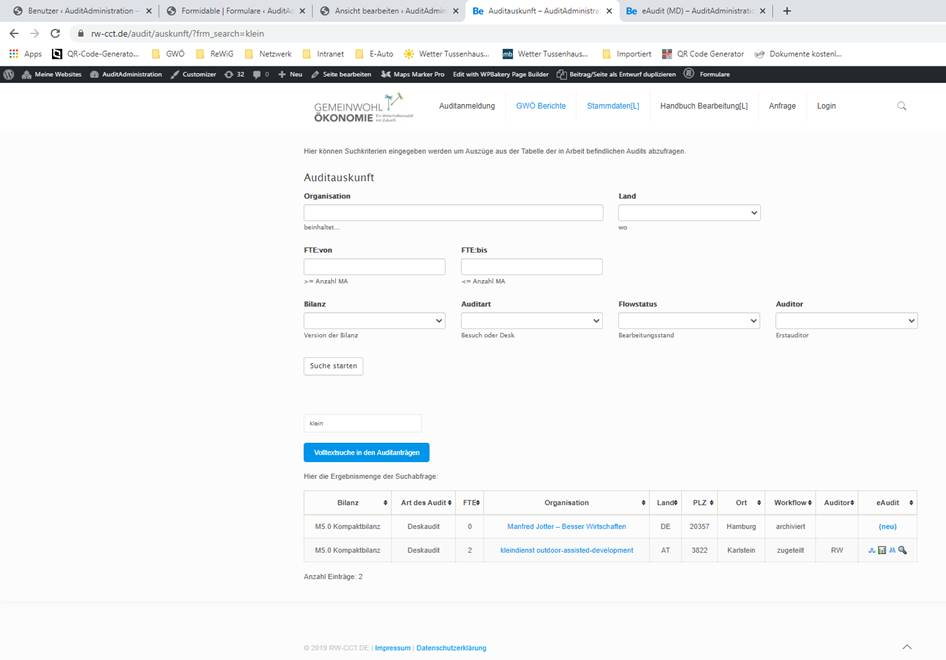 Benutzer ‹ AuditAdministration – Formidable | Formulare ‹ AuditA Ansicht bearbeiten ‹ AuditAdmin Be Auditauskunft – AuditAdministra Be eAudit (MD) – AuditAdministratio
rw-cct.de/audit/auskunft/?frm_search=klein
Apps QR-Code-Generato... GWÖ ReWiG Netzwerk Intranet E-Auto Wetter Tussenhaus... mb Wetter Tussenhaus... Importiert QR Code Generator Dokumente kostenl...
Meine Websites AuditAdministration Customizer 32 0 Neu Seite bearbeiten Maps Marker Pro Edit with WPBakery Page Builder Beitrag/Seite als Entwurf duplizieren Formulare
GEMEINWOHL
ÖKONOMIE
Auditanmeldung GWÖ Berichte Stammdaten[L] Handbuch Bearbeitung[L] Anfrage Login
Hier können Suchkriterien eingegeben werden um Auszüge aus der Tabelle der in Arbeit befindlichen Audits abzufragen.
Auditauskunft
Organisation Land
beinhaltet... wo
FTE:von FTE:bis
>= Anzahl MA <= Anzahl MA
Bilanz Auditart Flowstatus Auditor
Version der Bilanz Besuch oder Desk Bearbeitungsstand Erstauditor
Suche starten
klein
Volltextsuche in den Auditanträgen
Hier die Ergebnismenge der Suchabfrage:
Bilanz Art des Audit FTE Organisation Land PLZ Ort Workflow Auditor eAudit
M5.0 Kompaktbilanz Deskaudit 0 Manfred Jotter – Besser Wirtschaften DE 20357 Hamburg archiviert (neu)
M5.0 Kompaktbilanz Deskaudit 2 kleindienst outdoor-assisted-development AT 3822 Karlstein zugeteilt RW
Anzahl Einträge: 2
© 2019 RW-CCT.DE | Impressum | Datenschutzerklärung